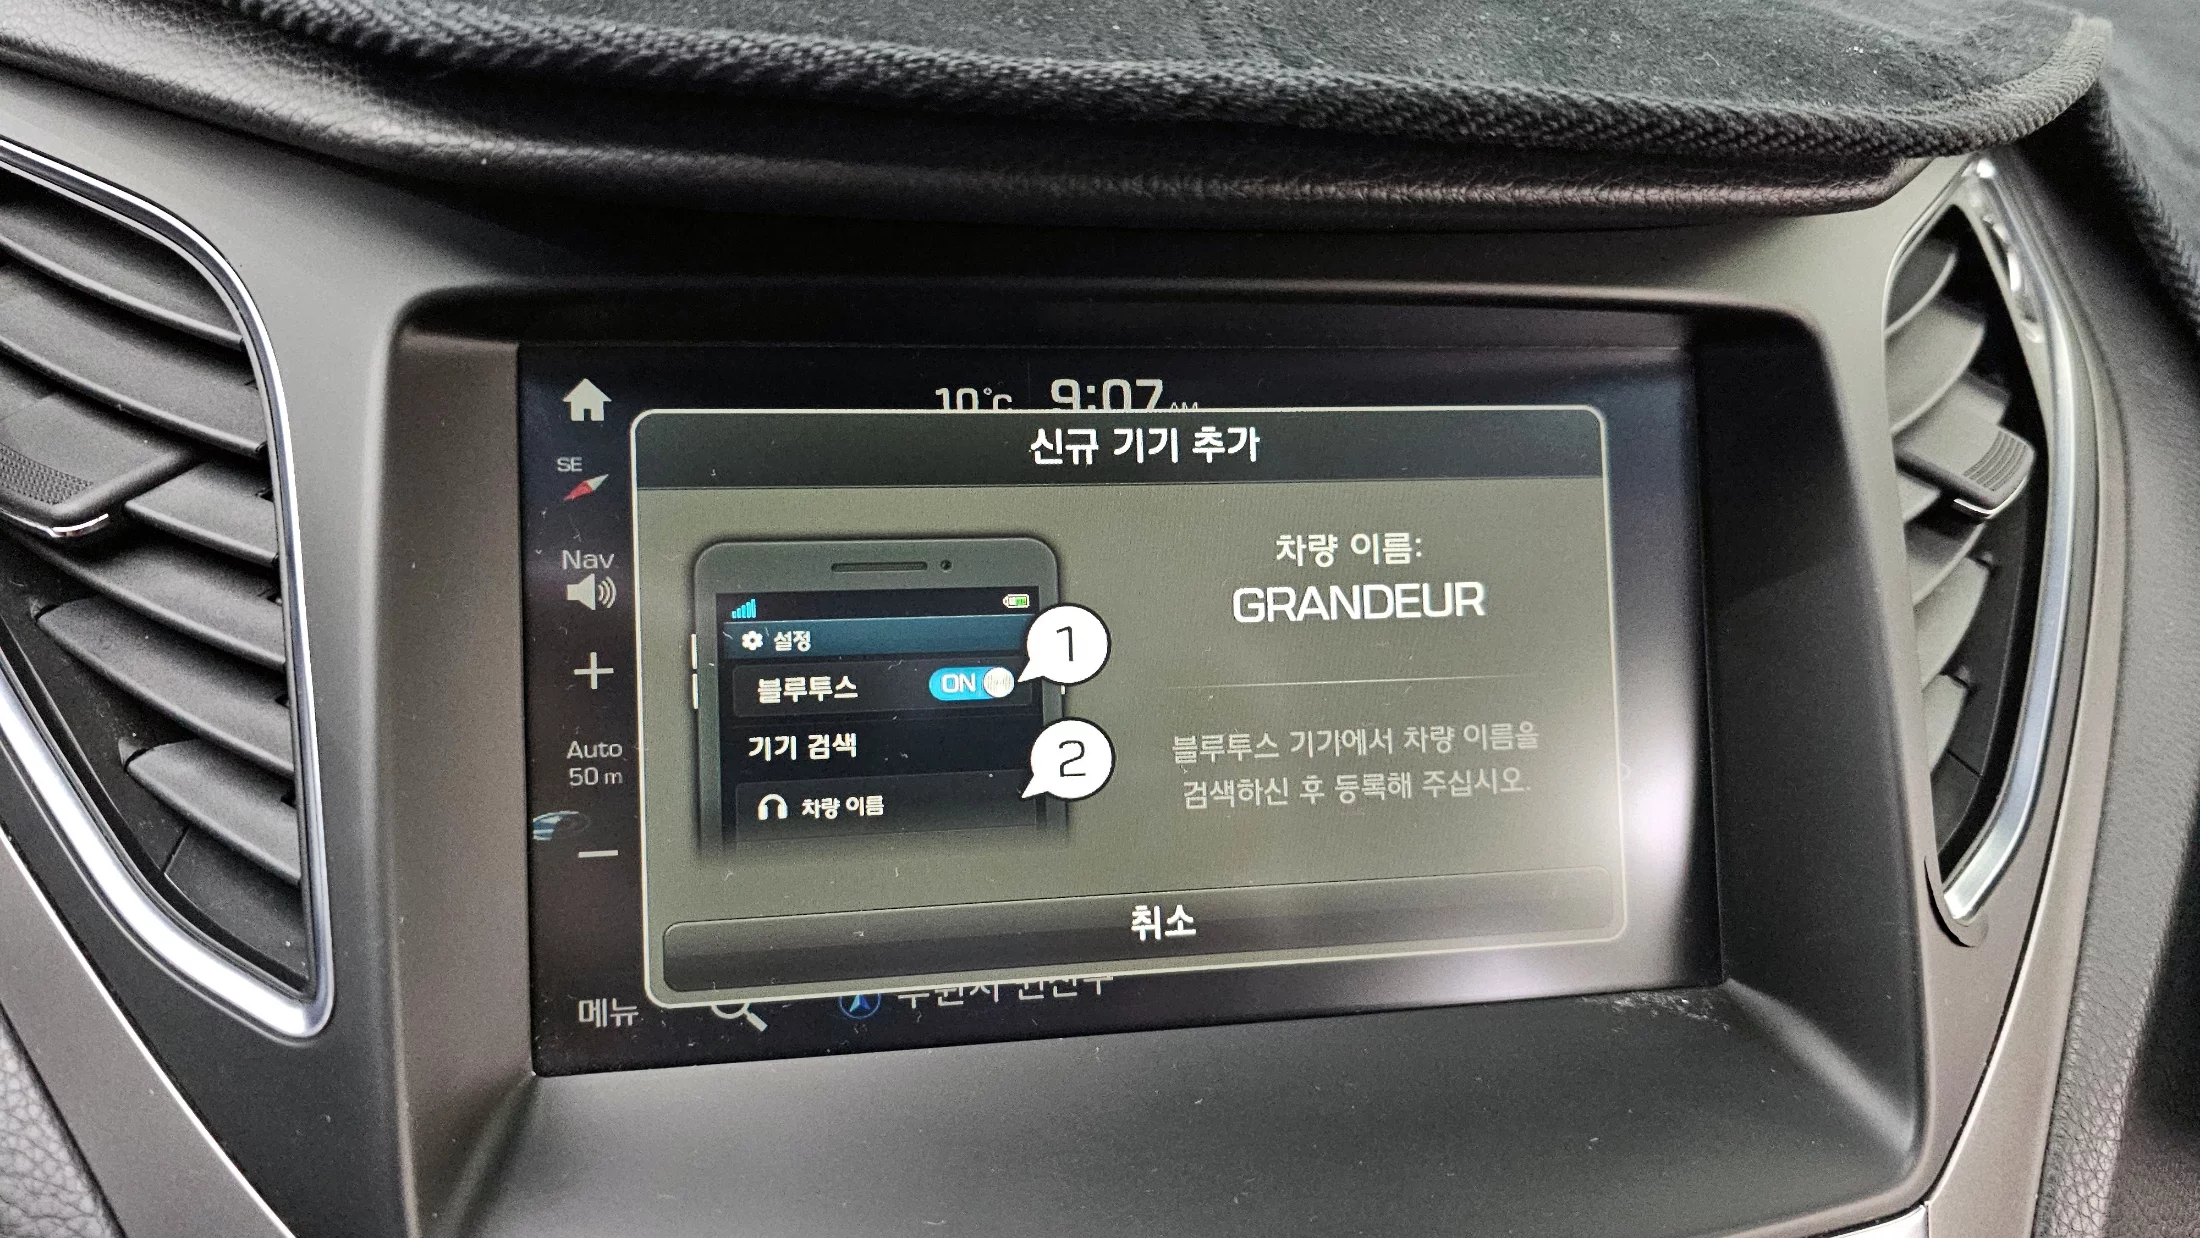 10°C 9:07 AM
신규 기기 추가
SE
Nav
Auto
50 m
설정
블루투스 ON
1
기기 검색
2
차량 이름
차량 이름:
GRANDEUR
블루투스 기기에서 차량 이름을
검색하신 후 등록해 주십시오.
취소
메뉴